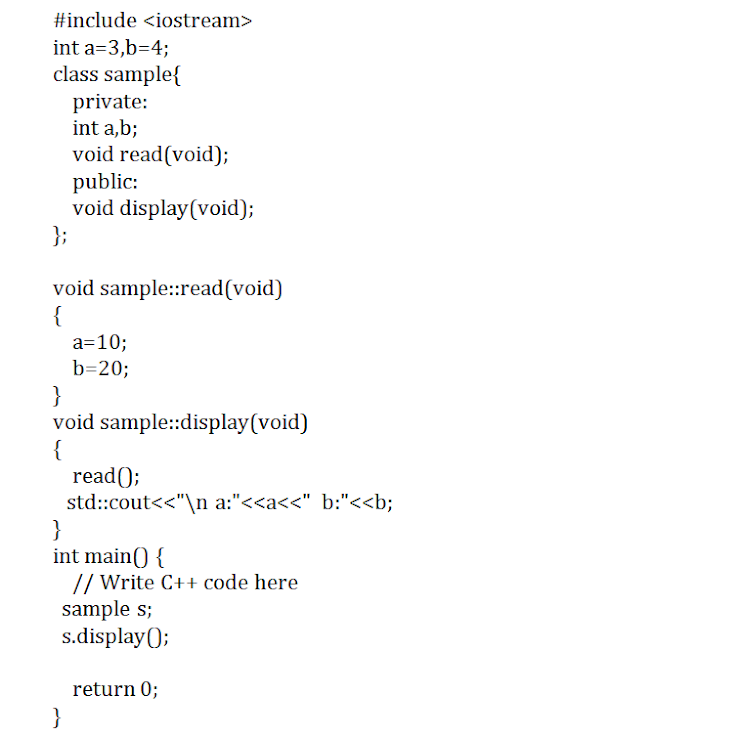 #include <iostream>
int a=3,b=4;
class sample{
private:
int a,b;
void read(void);
public:
void display(void);
};
void sample::read(void)
{
a=10;
b=20;
}
void sample::display(void)
{
read();
std::cout<<"\n a:"<<a<<" b:"<<b;
}
int main() {
// Write C++ code here
sample s;
s.display();
return 0;
}